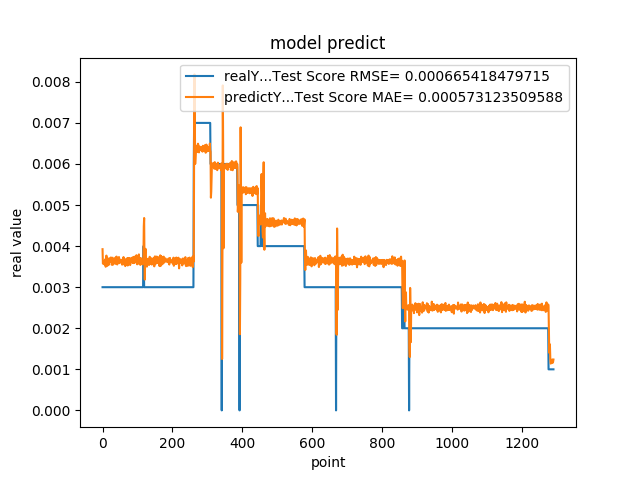 model predict
realY...Test Score RMSE= 0.000665418479715
predictY...Test Score MAE= 0.000573123509588
0.008
0.007
0.006
0.005
0.004
0.003
0.002
0.001
0.000
real value
0 200 400 600 800 1000 1200
point